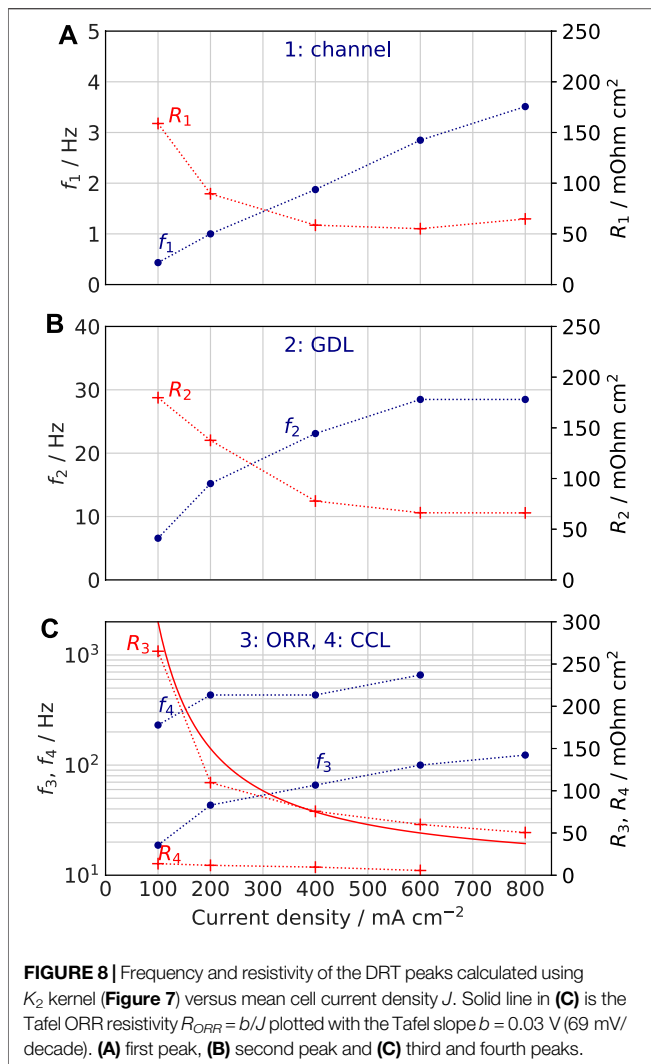 A
1: channel
5
4
3
2
1
0
f1 / Hz
250
200
150
100
50
0
R1 / mOhm cm²
R1
f1
B
2: GDL
40
30
20
10
0
f2 / Hz
250
200
150
100
50
0
R2 / mOhm cm²
R2
f2
C
3: ORR, 4: CCL
10³
10²
10¹
f3, f4 / Hz
300
250
200
150
100
50
0
R3, R4 / mOhm cm²
R3
f4
f3
R4
0 100 200 300 400 500 600 700 800
Current density / mA cm⁻²
FIGURE 8 | Frequency and resistivity of the DRT peaks calculated using
K2 kernel (Figure 7) versus mean cell current density J. Solid line in (C) is the
Tafel ORR resistivity RORR = b/J plotted with the Tafel slope b = 0.03 V (69 mV/
decade). (A) first peak, (B) second peak and (C) third and fourth peaks.